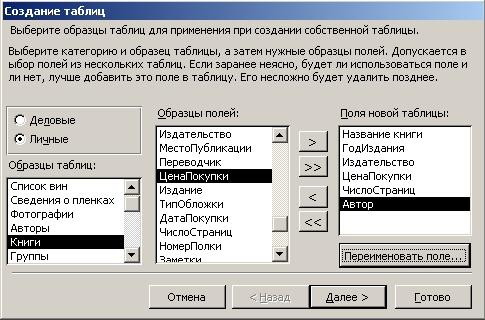 Создание таблиц
Выберите образцы таблиц для применения при создании собственной таблицы.
Выберите категорию и образец таблицы, а затем нужные образцы полей. Допускается в
ыбор полей из нескольких таблиц. Если заранее неясно, будет ли использоваться поле и
ли нет, лучше добавить это поле в таблицу. Его несложно будет удалить позднее.
Деловые
Личные
Образцы таблиц:
Список вин
Сведения о пленках
Фотографии
Авторы
Книги
Группы
Образцы полей:
Издательство
МестоПубликации
Переводчик
ЦенаПокупки
Издание
ТипОбложки
ДатаПокупки
ЧислоСтраниц
НомерПолки
Заметки
>
>>
<
<<
Поля новой таблицы:
Название книги
ГодИздания
Издательство
ЦенаПокупки
ЧислоСтраниц
Автор
Переименовать поле...
Отмена
< Назад
Далее >
Готово